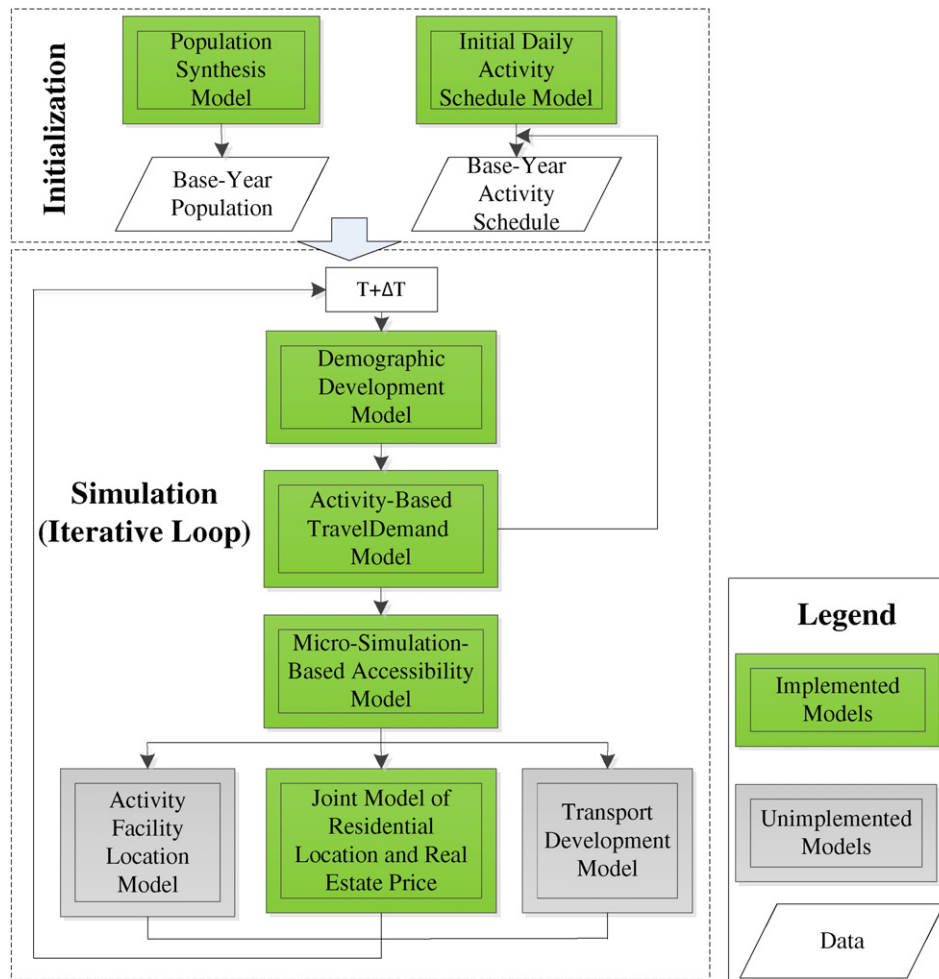 Initialization
Population
Synthesis
Model
Initial Daily
Activity
Schedule Model
Base-Year
Population
Base-Year
Activity
Schedule
T+ΔT
Demographic
Development
Model
Simulation
(Iterative Loop)
Activity-Based
TravelDemand
Model
Micro-Simulation-
Based Accessibility
Model
Activity
Facility
Location
Model
Joint Model of
Residential
Location and Real
Estate Price
Transport
Development
Model
Legend
Implemented
Models
Unimplemented
Models
Data